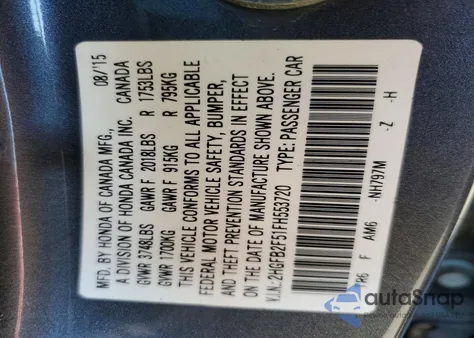 MFD. BY HONDA OF CANADA MFG., 08/'15
A DIVISION OF HONDA CANADA INC. CANADA
GVWR 3748LBS GAWR F 2018LBS R 1753LBS
GVWR 1700KG GAWR F 915KG R 795KG
THIS VEHICLE CONFORMS TO ALL APPLICABLE
FEDERAL MOTOR VEHICLE SAFETY, BUMPER,
AND THEFT PREVENTION STANDARDS IN EFFECT
ON THE DATE OF MANUFACTURE SHOWN ABOVE.
V.I.N.: 2HGFB2F51FH553720 TYPE: PASSENGER CAR
FR6 F AM6 -NH797M -Z -H
autoSnap